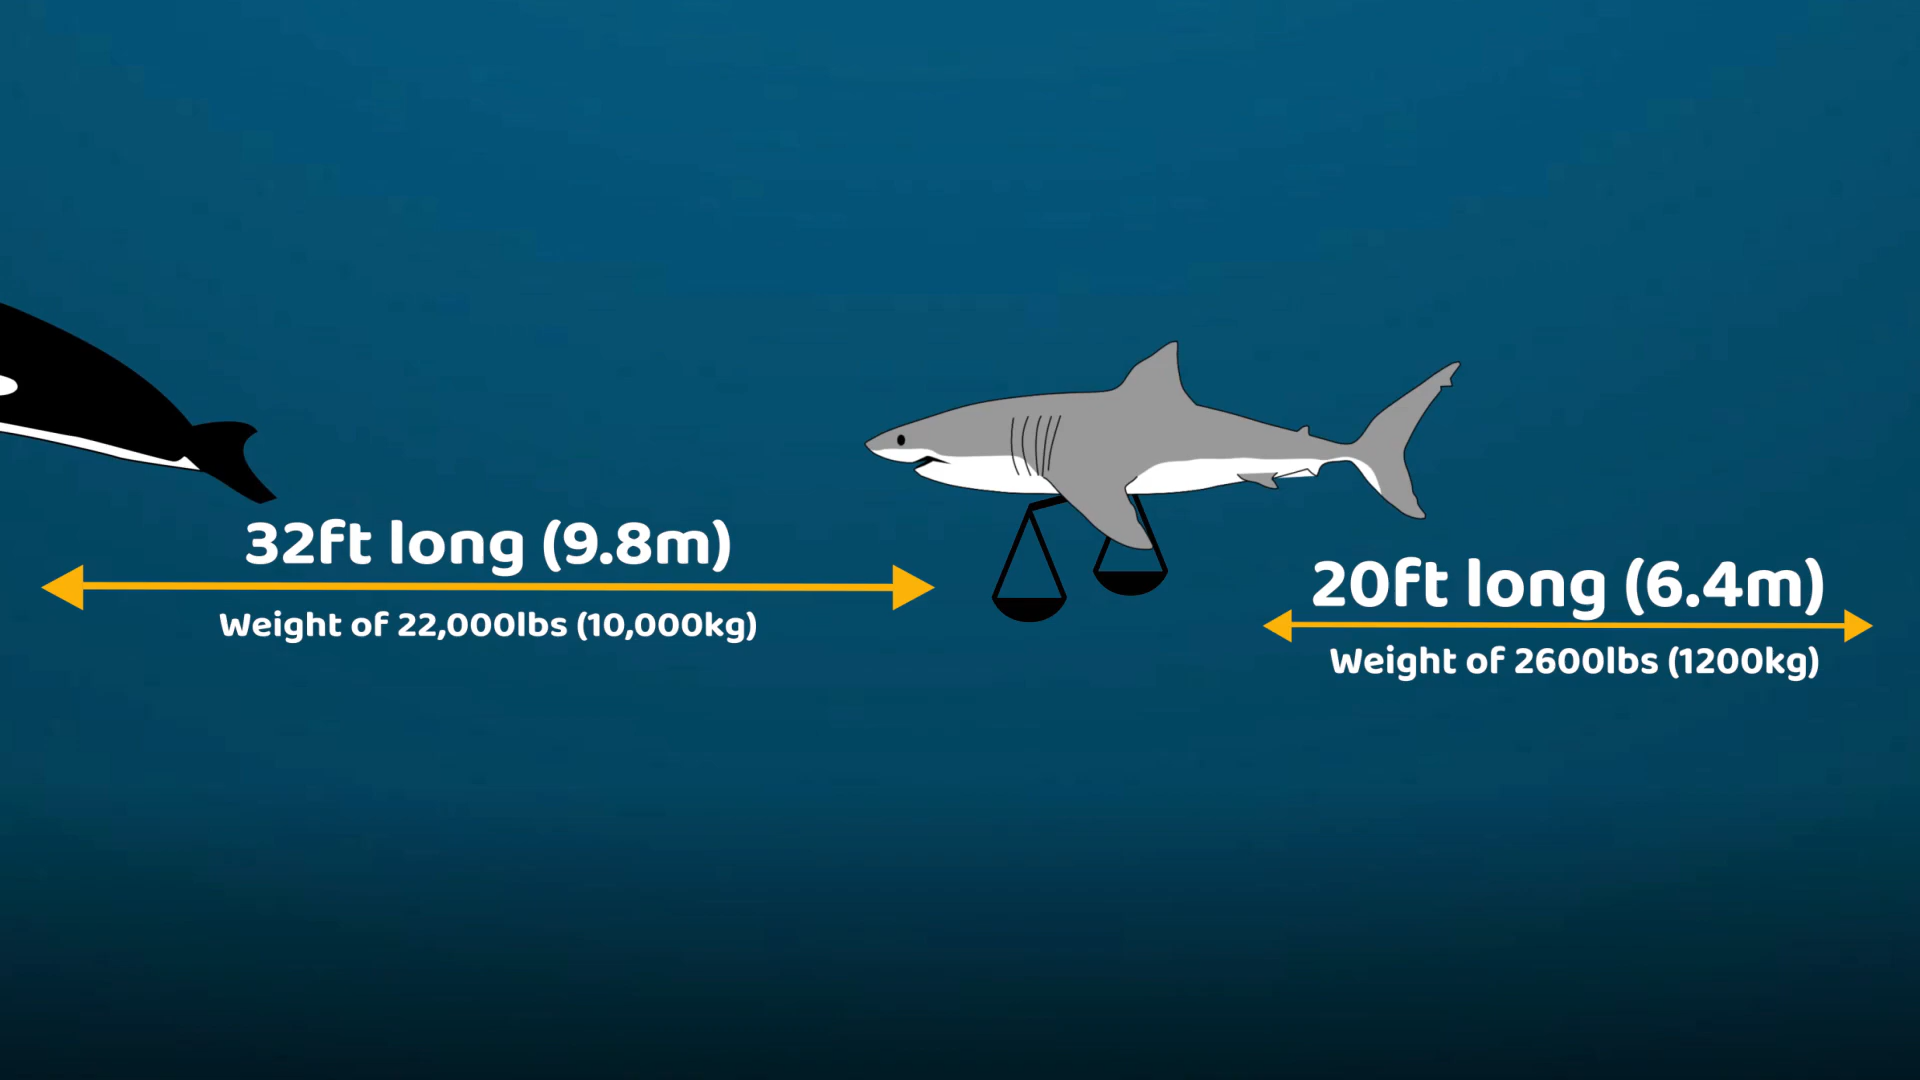 32ft long (9.8m)
Weight of 22,000lbs (10,000kg)
20ft long (6.4m)
Weight of 2600lbs (1200kg)